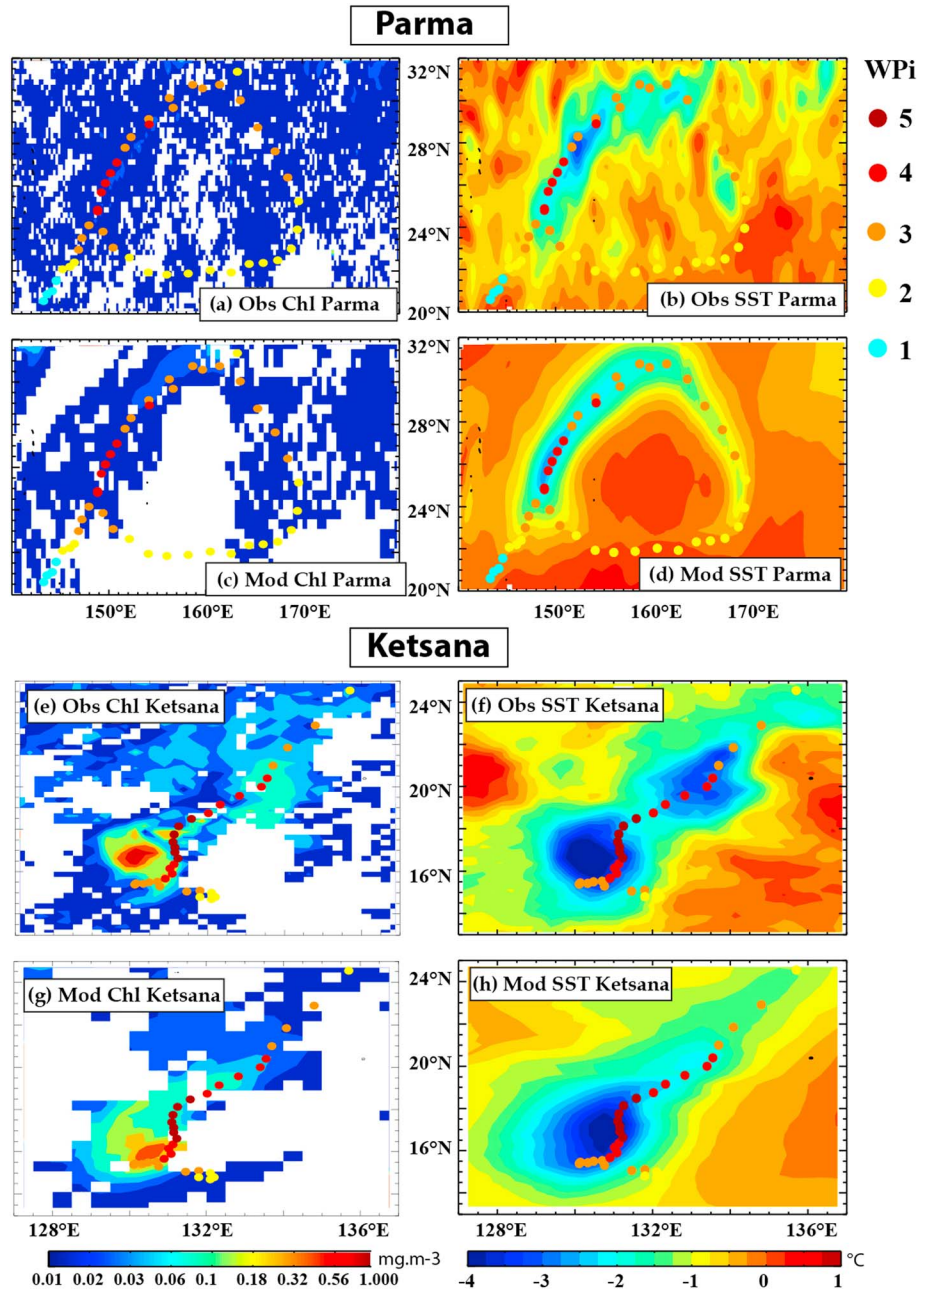 Parma
WPi
5
4
3
2
1
32°N
28°N
24°N
20°N
(a) Obs Chl Parma
(b) Obs SST Parma
32°N
28°N
24°N
20°N
(c) Mod Chl Parma
(d) Mod SST Parma
150°E 160°E 170°E
150°E 160°E 170°E
Ketsana
(e) Obs Chl Ketsana
24°N
20°N
16°N
(f) Obs SST Ketsana
(g) Mod Chl Ketsana
24°N
20°N
16°N
(h) Mod SST Ketsana
128°E 132°E 136°E
128°E 132°E 136°E
mg.m-3
0.01 0.02 0.03 0.06 0.1 0.18 0.32 0.56 1.000
°C
-4 -3 -2 -1 0 1